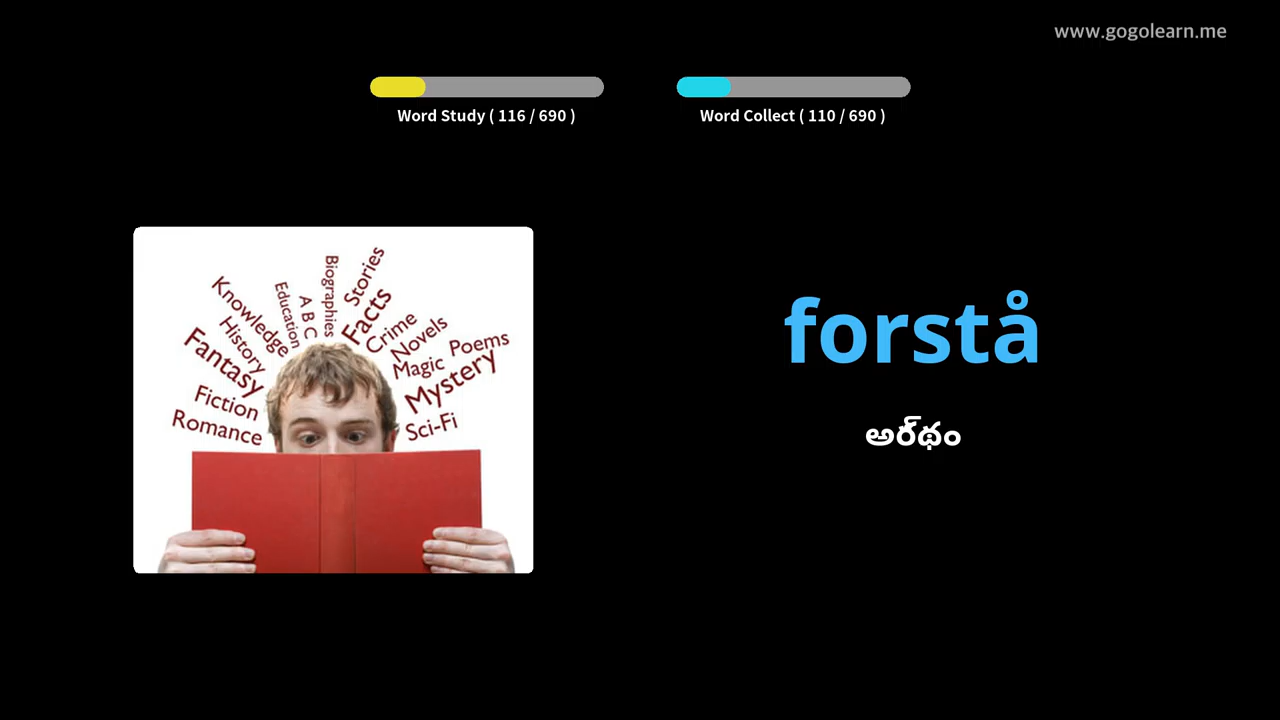 www.gogolearn.me
Word Study ( 116 / 690 )
Word Collect ( 110 / 690 )
Stories
Biographies
Facts
A B C
Education
Knowledge
Crime
Novels
History
Poems
Magic
Fantasy
Mystery
Fiction
Sci-Fi
Romance
forstå
అర్థం